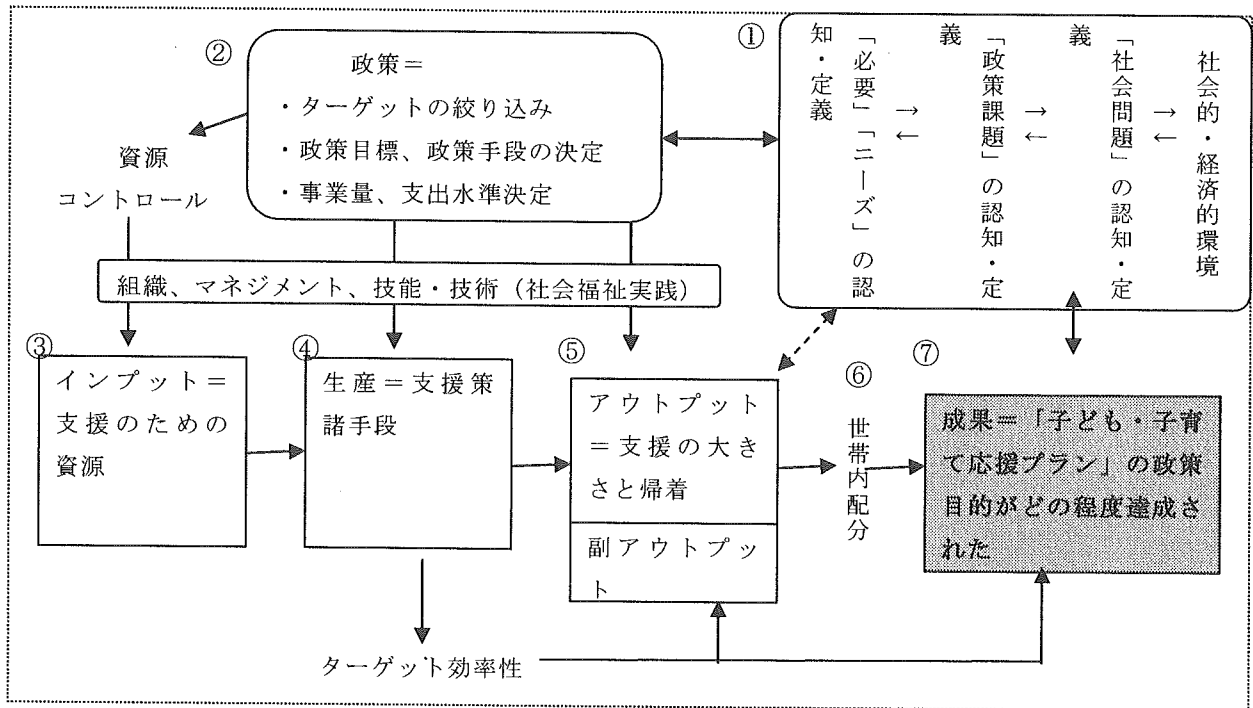 ①
社会的・経済的環境
→
←
「社会問題」の認知・定
義
→
←
「政策課題」の認知・定
義
→
←
「必要」「ニーズ」の認
知・定義
②
政策＝
・ターゲットの絞り込み
・政策目標、政策手段の決定
・事業量、支出水準決定
資源
コントロール
組織、マネジメント、技能・技術（社会福祉実践）
③
インプット＝
支援のための
資源
④
生産＝支援策
諸手段
⑤
アウトプット
＝支援の大き
さと帰着
副アウトプッ
ト
⑥
世帯内配分
⑦
成果＝「子ども・子育
て応援プラン」の政策
目的がどの程度達成さ
れた
ターゲット効率性